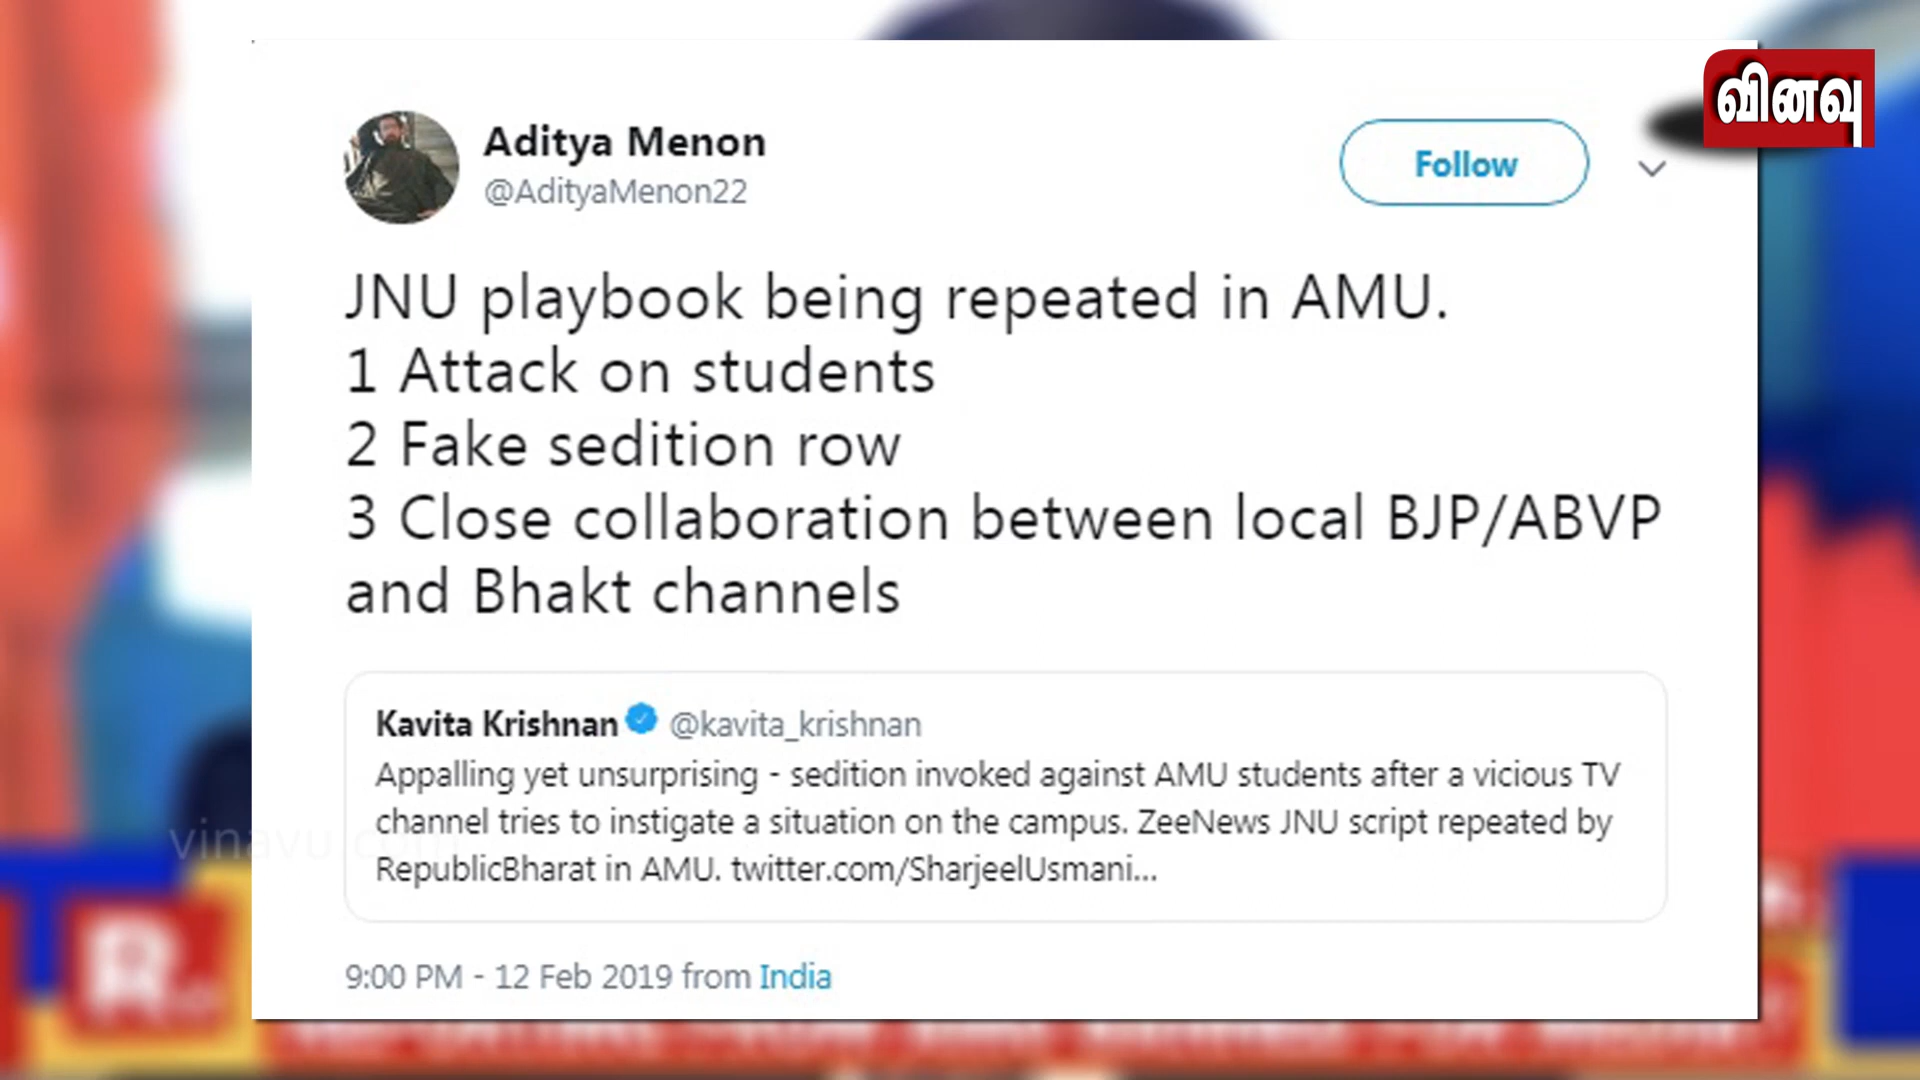 வினவு
Aditya Menon
@AdityaMenon22
Follow
JNU playbook being repeated in AMU.
1 Attack on students
2 Fake sedition row
3 Close collaboration between local BJP/ABVP
and Bhakt channels
Kavita Krishnan @kavita_krishnan
Appalling yet unsurprising - sedition invoked against AMU students after a vicious TV
channel tries to instigate a situation on the campus. ZeeNews JNU script repeated by
RepublicBharat in AMU. twitter.com/SharjeelUsmani...
vinavu.com
9:00 PM - 12 Feb 2019 from India
R.